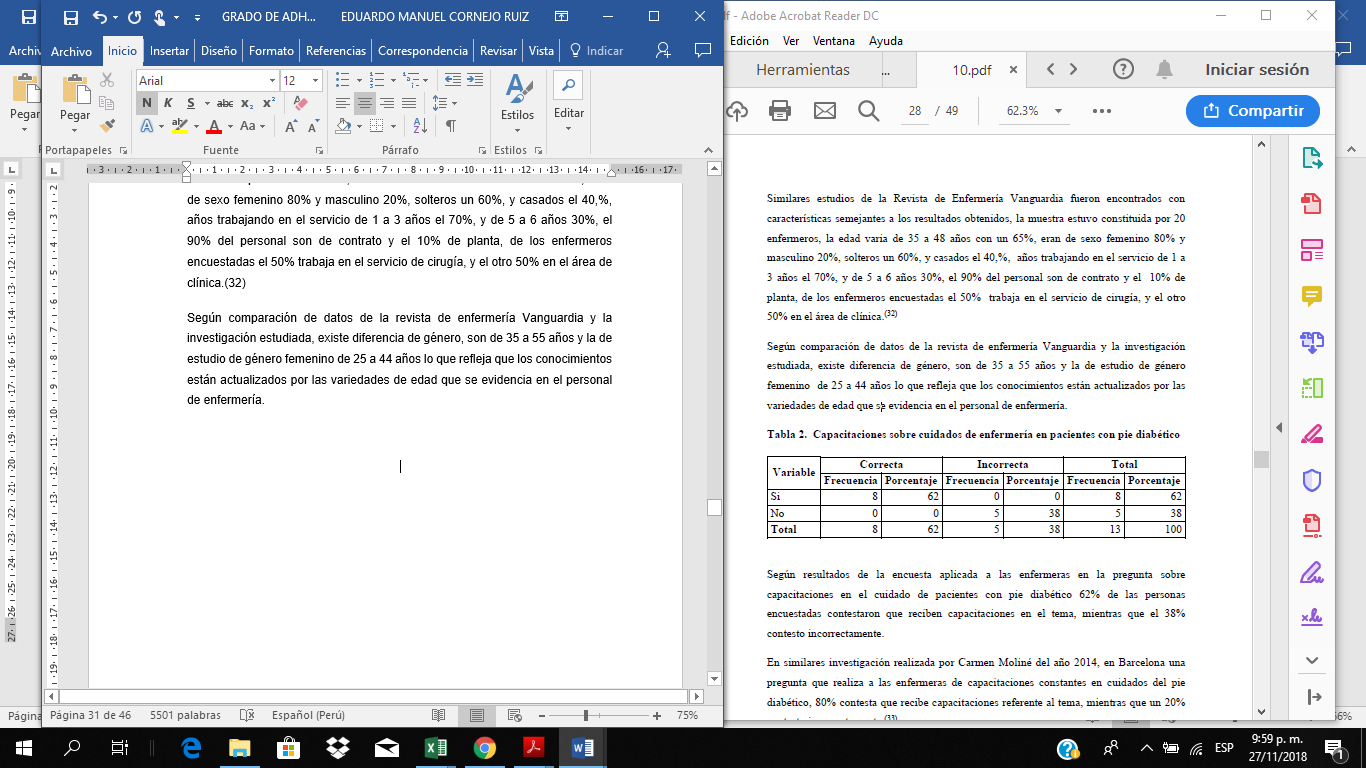 GRADO DE ADH... EDUARDO MANUEL CORNEJO RUIZ
Archivo Inicio Insertar Diseño Formato Referencias Correspondencia Revisar Vista Indicar
Pegar
Pegar
Arial 12
N K S abc x₂ x²
A ab A Aa A A
Estilos
Editar
Portapapeles Fuente Párrafo Estilos
de sexo femenino 80% y masculino 20%, solteros un 60%, y casados el 40,%,
años trabajando en el servicio de 1 a 3 años el 70%, y de 5 a 6 años 30%, el
90% del personal son de contrato y el 10% de planta, de los enfermeros
encuestadas el 50% trabaja en el servicio de cirugía, y el otro 50% en el área de
clínica.(32)
Según comparación de datos de la revista de enfermería Vanguardia y la
investigación estudiada, existe diferencia de género, son de 35 a 55 años y la de
estudio de género femenino de 25 a 44 años lo que refleja que los conocimientos
están actualizados por las variedades de edad que se evidencia en el personal
de enfermería.
Página
Página 31 de 46 5501 palabras Español (Perú) 75%
df - Adobe Acrobat Reader DC
Edición Ver Ventana Ayuda
Herramientas ... 10.pdf Iniciar sesión
28 / 49 62.3% Compartir
Similares estudios de la Revista de Enfermería Vanguardia fueron encontrados con
características semejantes a los resultados obtenidos, la muestra estuvo constituida por 20
enfermeros, la edad varia de 35 a 48 años con un 65%, eran de sexo femenino 80% y
masculino 20%, solteros un 60%, y casados el 40,%, años trabajando en el servicio de 1 a
3 años el 70%, y de 5 a 6 años 30%, el 90% del personal son de contrato y el 10% de
planta, de los enfermeros encuestadas el 50% trabaja en el servicio de cirugía, y el otro
50% en el área de clínica.(32)
Según comparación de datos de la revista de enfermería Vanguardia y la investigación
estudiada, existe diferencia de género, son de 35 a 55 años y la de estudio de género
femenino de 25 a 44 años lo que refleja que los conocimientos están actualizados por las
variedades de edad que se evidencia en el personal de enfermería.
Tabla 2. Capacitaciones sobre cuidados de enfermería en pacientes con pie diabético
Variable Correcta Incorrecta Total
Frecuencia Porcentaje Frecuencia Porcentaje Frecuencia Porcentaje
Si 8 62 0 0 8 62
No 0 0 5 38 5 38
Total 8 62 5 38 13 100
Según resultados de la encuesta aplicada a las enfermeras en la pregunta sobre
capacitaciones en el cuidado de pacientes con pie diabético 62% de las personas
encuestadas contestaron que reciben capacitaciones en el tema, mientras que el 38%
contesto incorrectamente.
En similares investigación realizada por Carmen Moliné del año 2014, en Barcelona una
pregunta que realiza a las enfermeras de capacitaciones constantes en cuidados del pie
diabético, 80% contesta que recibe capacitaciones referente al tema, mientras que un 20%
(33)
66%
ESP
9:59 p. m.
27/11/2018